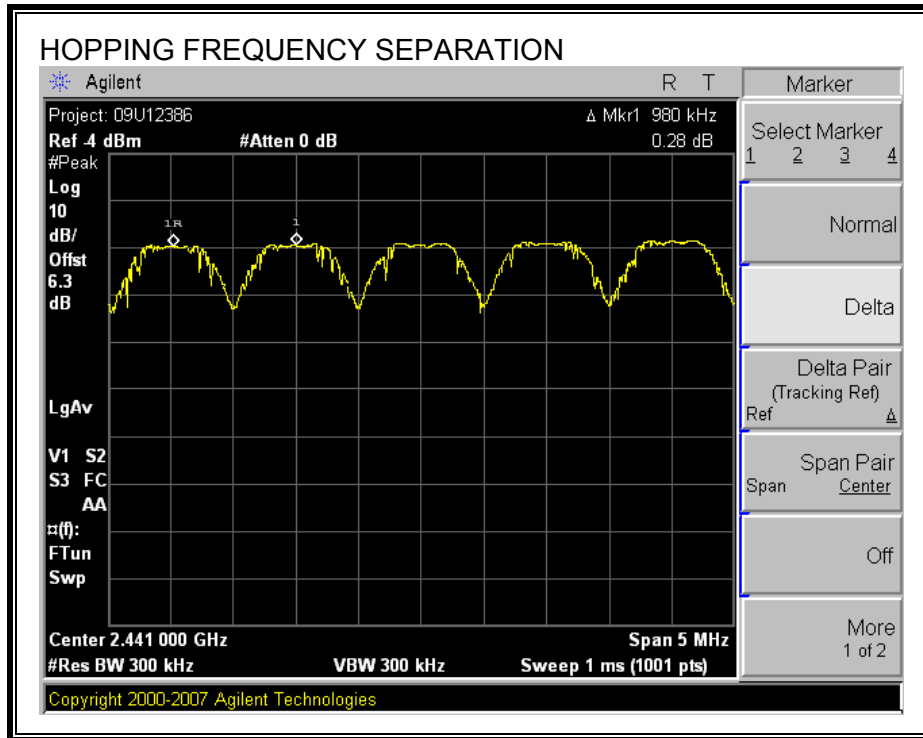 HOPPING FREQUENCY SEPARATION
Agilent R T
Project: 09U12386 Δ Mkr1 980 kHz
Ref -4 dBm #Atten 0 dB 0.28 dB
#Peak
Log
10
dB/
Offst
6.3
dB
1R
1
LgAv
V1 S2
S3 FC
AA
¤(f):
FTun
Swp
Center 2.441 000 GHz Span 5 MHz
#Res BW 300 kHz VBW 300 kHz Sweep 1 ms (1001 pts)
Copyright 2000-2007 Agilent Technologies
Marker
Select Marker
1 2 3 4
Normal
Delta
Delta Pair
(Tracking Ref)
Ref Δ
Span Pair
Span Center
Off
More
1 of 2